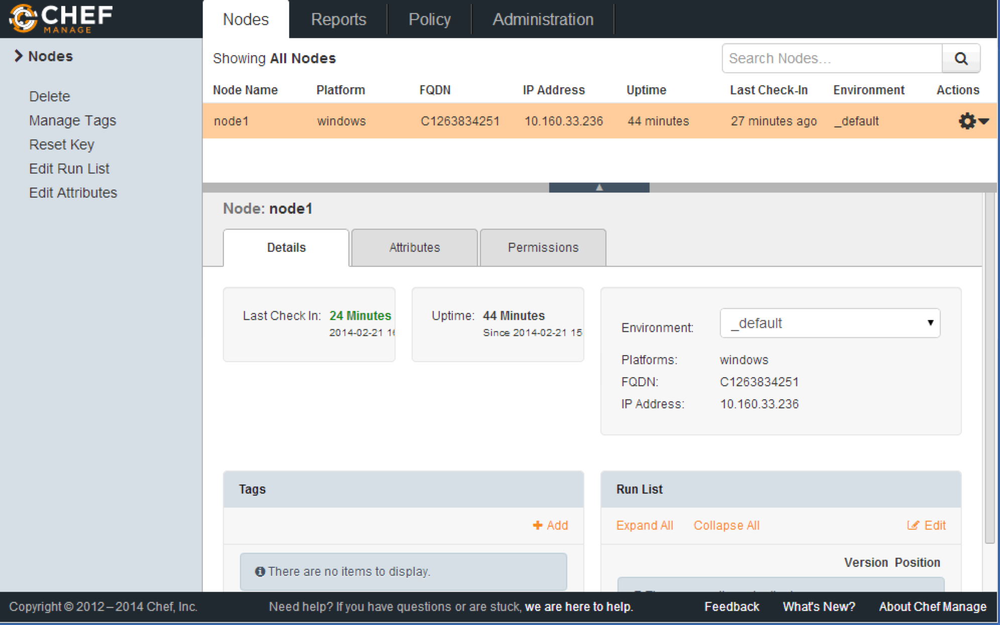 CHEF
MANAGE
Nodes
Reports
Policy
Administration
Nodes
Delete
Manage Tags
Reset Key
Edit Run List
Edit Attributes
Showing All Nodes
Search Nodes...
Node Name Platform FQDN IP Address Uptime Last Check-In Environment Actions
node1 windows C1263834251 10.160.33.236 44 minutes 27 minutes ago _default
Node: node1
Details
Attributes
Permissions
Last Check In: 24 Minutes
2014-02-21
Uptime: 44 Minutes
Since 2014-02-21 15
Environment: _default
Platforms: windows
FQDN: C1263834251
IP Address: 10.160.33.236
Tags
Add
There are no items to display.
Run List
Expand All Collapse All Edit
Version Position
Copyright © 2012–2014 Chef, Inc.
Need help? If you have questions or are stuck, we are here to help.
Feedback
What's New?
About Chef Manage